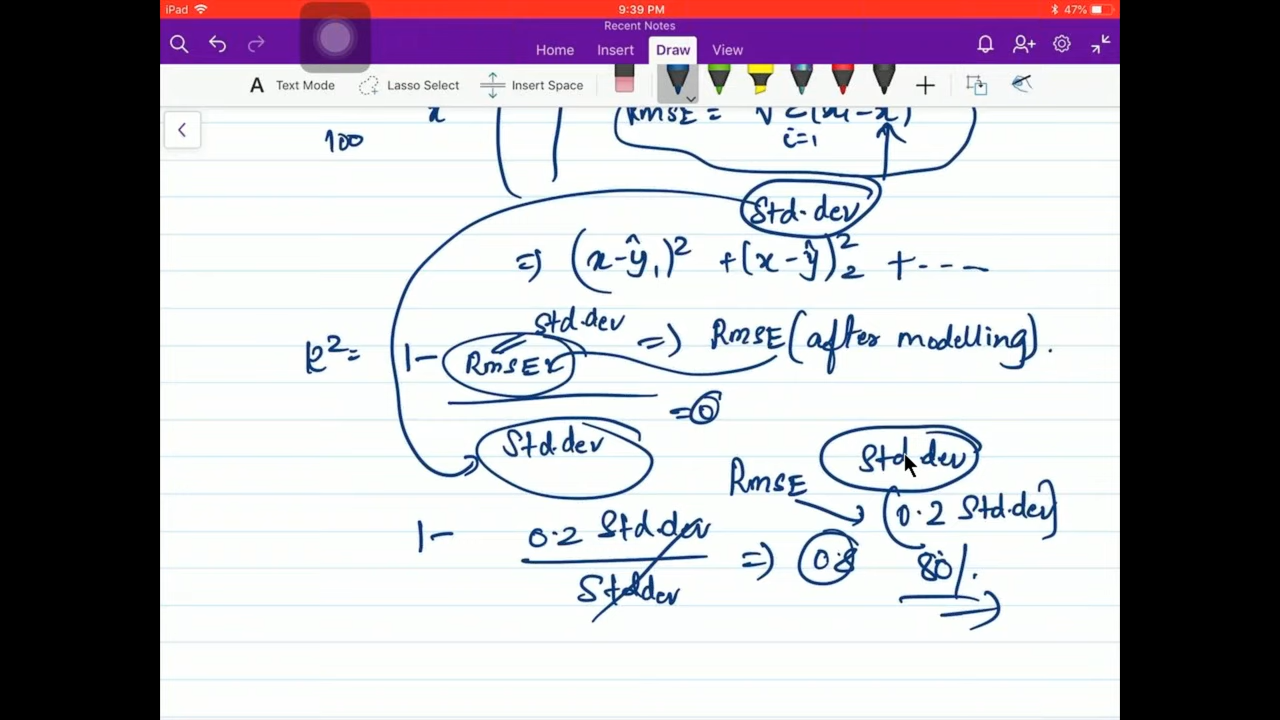 iPad 9:39 PM 47%
Recent Notes
Home Insert Draw View
Text Mode Lasso Select Insert Space
x RMSE = √Σ(xi-x̄)
100 i=1
Std.dev
=> (x-ŷ1)² +(x-ŷ)²2 +----
Std.dev
R²= 1- RMSE => RMSE (after modelling).
=0
Std.dev
Std.dev
RMSE
(0.2 Std.dev)
1- 0.2 Std.dev => 0.8 80%.
Std.dev